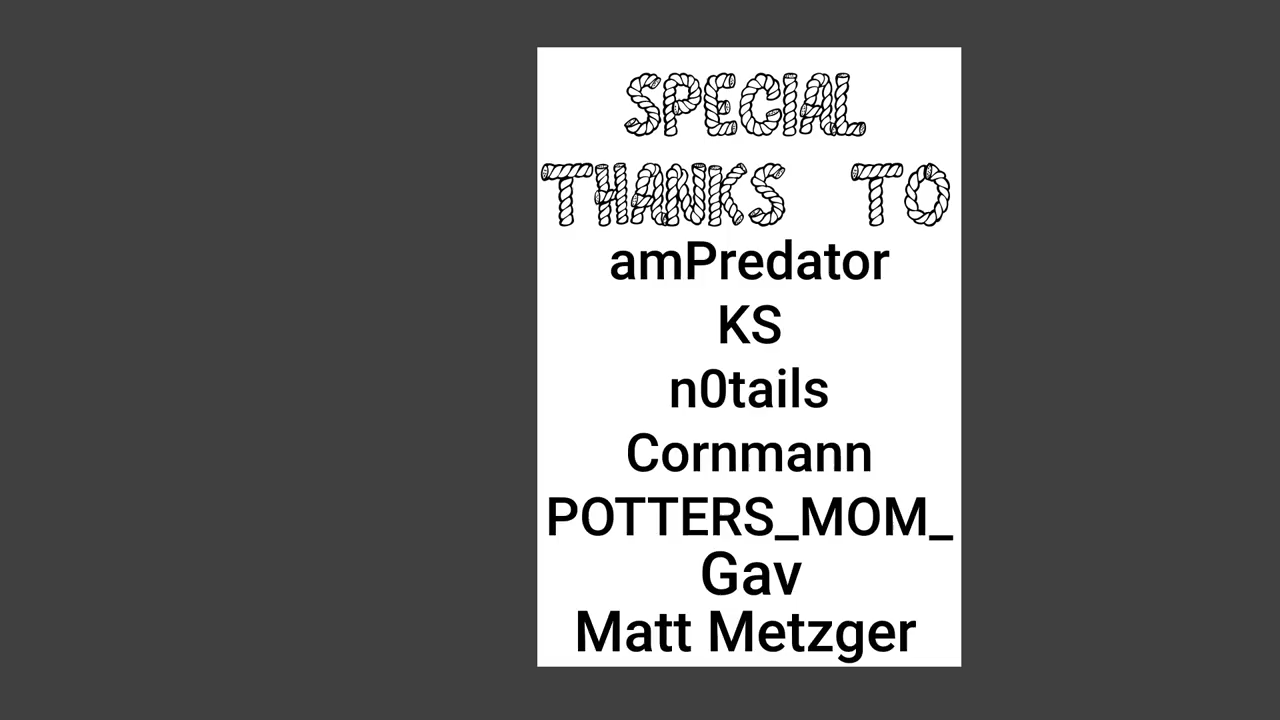 SPECIAL
THANKS TO
amPredator
KS
n0tails
Cornmann
POTTERS_MOM_
Gav
Matt Metzger